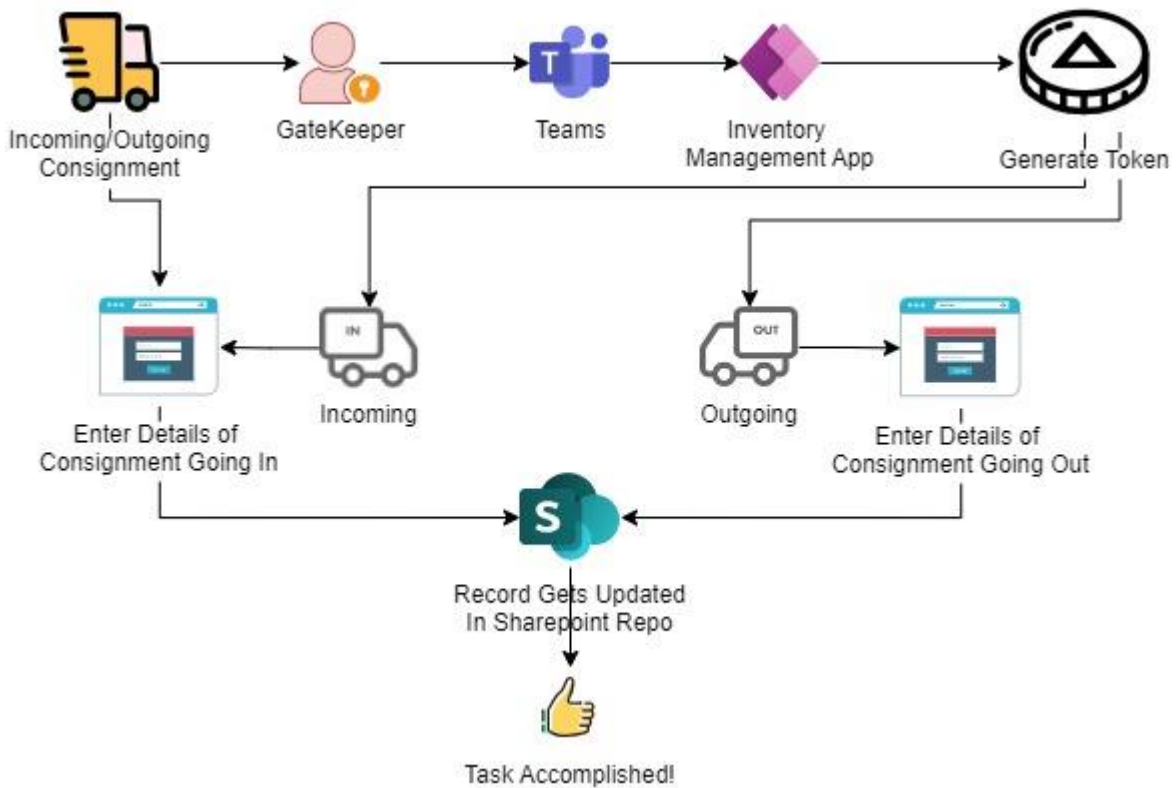 Incoming/Outgoing
Consignment
GateKeeper
T
Teams
Inventory
Management App
Generate Token
IN
Incoming
OUT
Outgoing
Enter Details of
Consignment Going In
Enter Details of
Consignment Going Out
S
Record Gets Updated
In Sharepoint Repo
Task Accomplished!